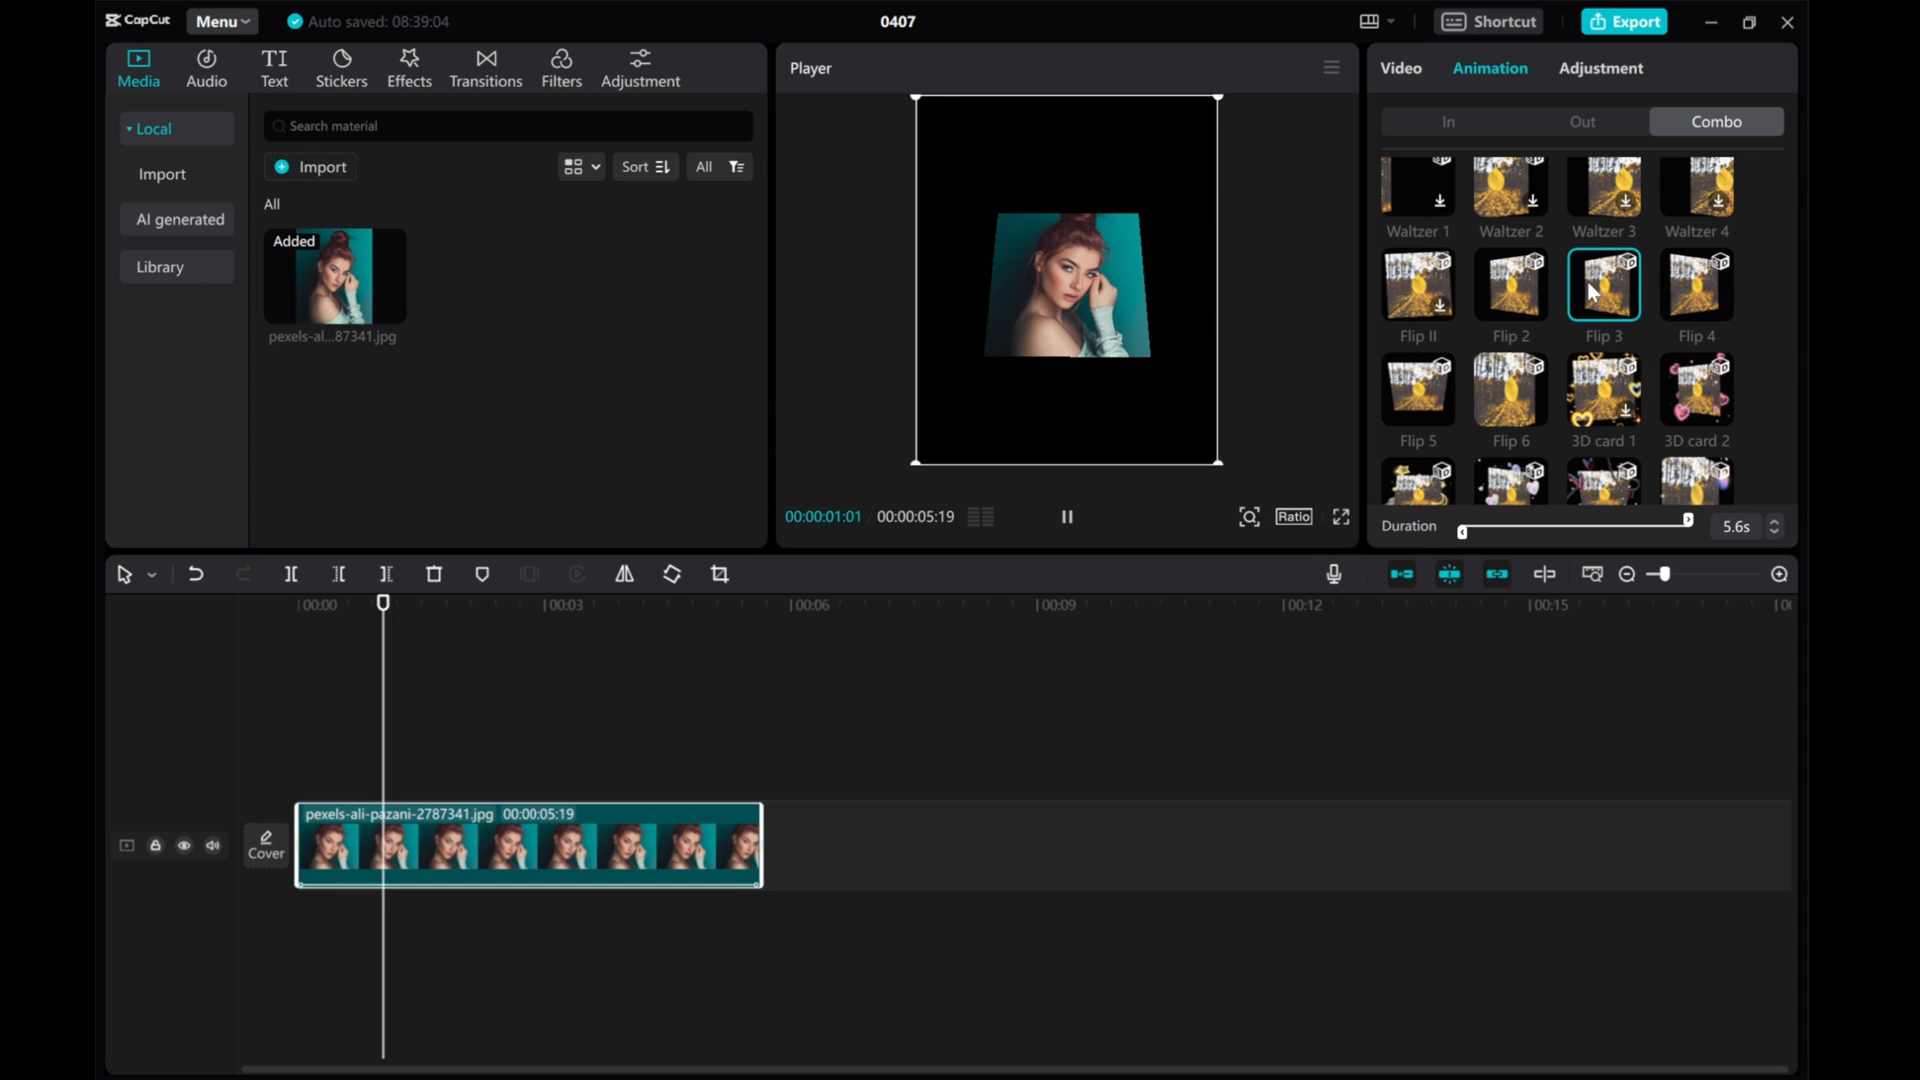 CapCut Menu Auto saved: 08:39:04 0407 Shortcut Export
Media Audio Text Stickers Effects Transitions Filters Adjustment
Player
Video Animation Adjustment
Local
Import
AI generated
Library
Search material
Import Sort All
All
Added
pexels-al...87341.jpg
00:00:01:01 00:00:05:19 Ratio
In Out Combo
Waltzer 1 Waltzer 2 Waltzer 3 Waltzer 4
Flip II Flip 2 Flip 3 Flip 4
Flip 5 Flip 6 3D card 1 3D card 2
Duration 5.6s
00:00 00:03 00:06 00:09 00:12 00:15
Cover
pexels-ali-pazani-2787341.jpg 00:00:05:19